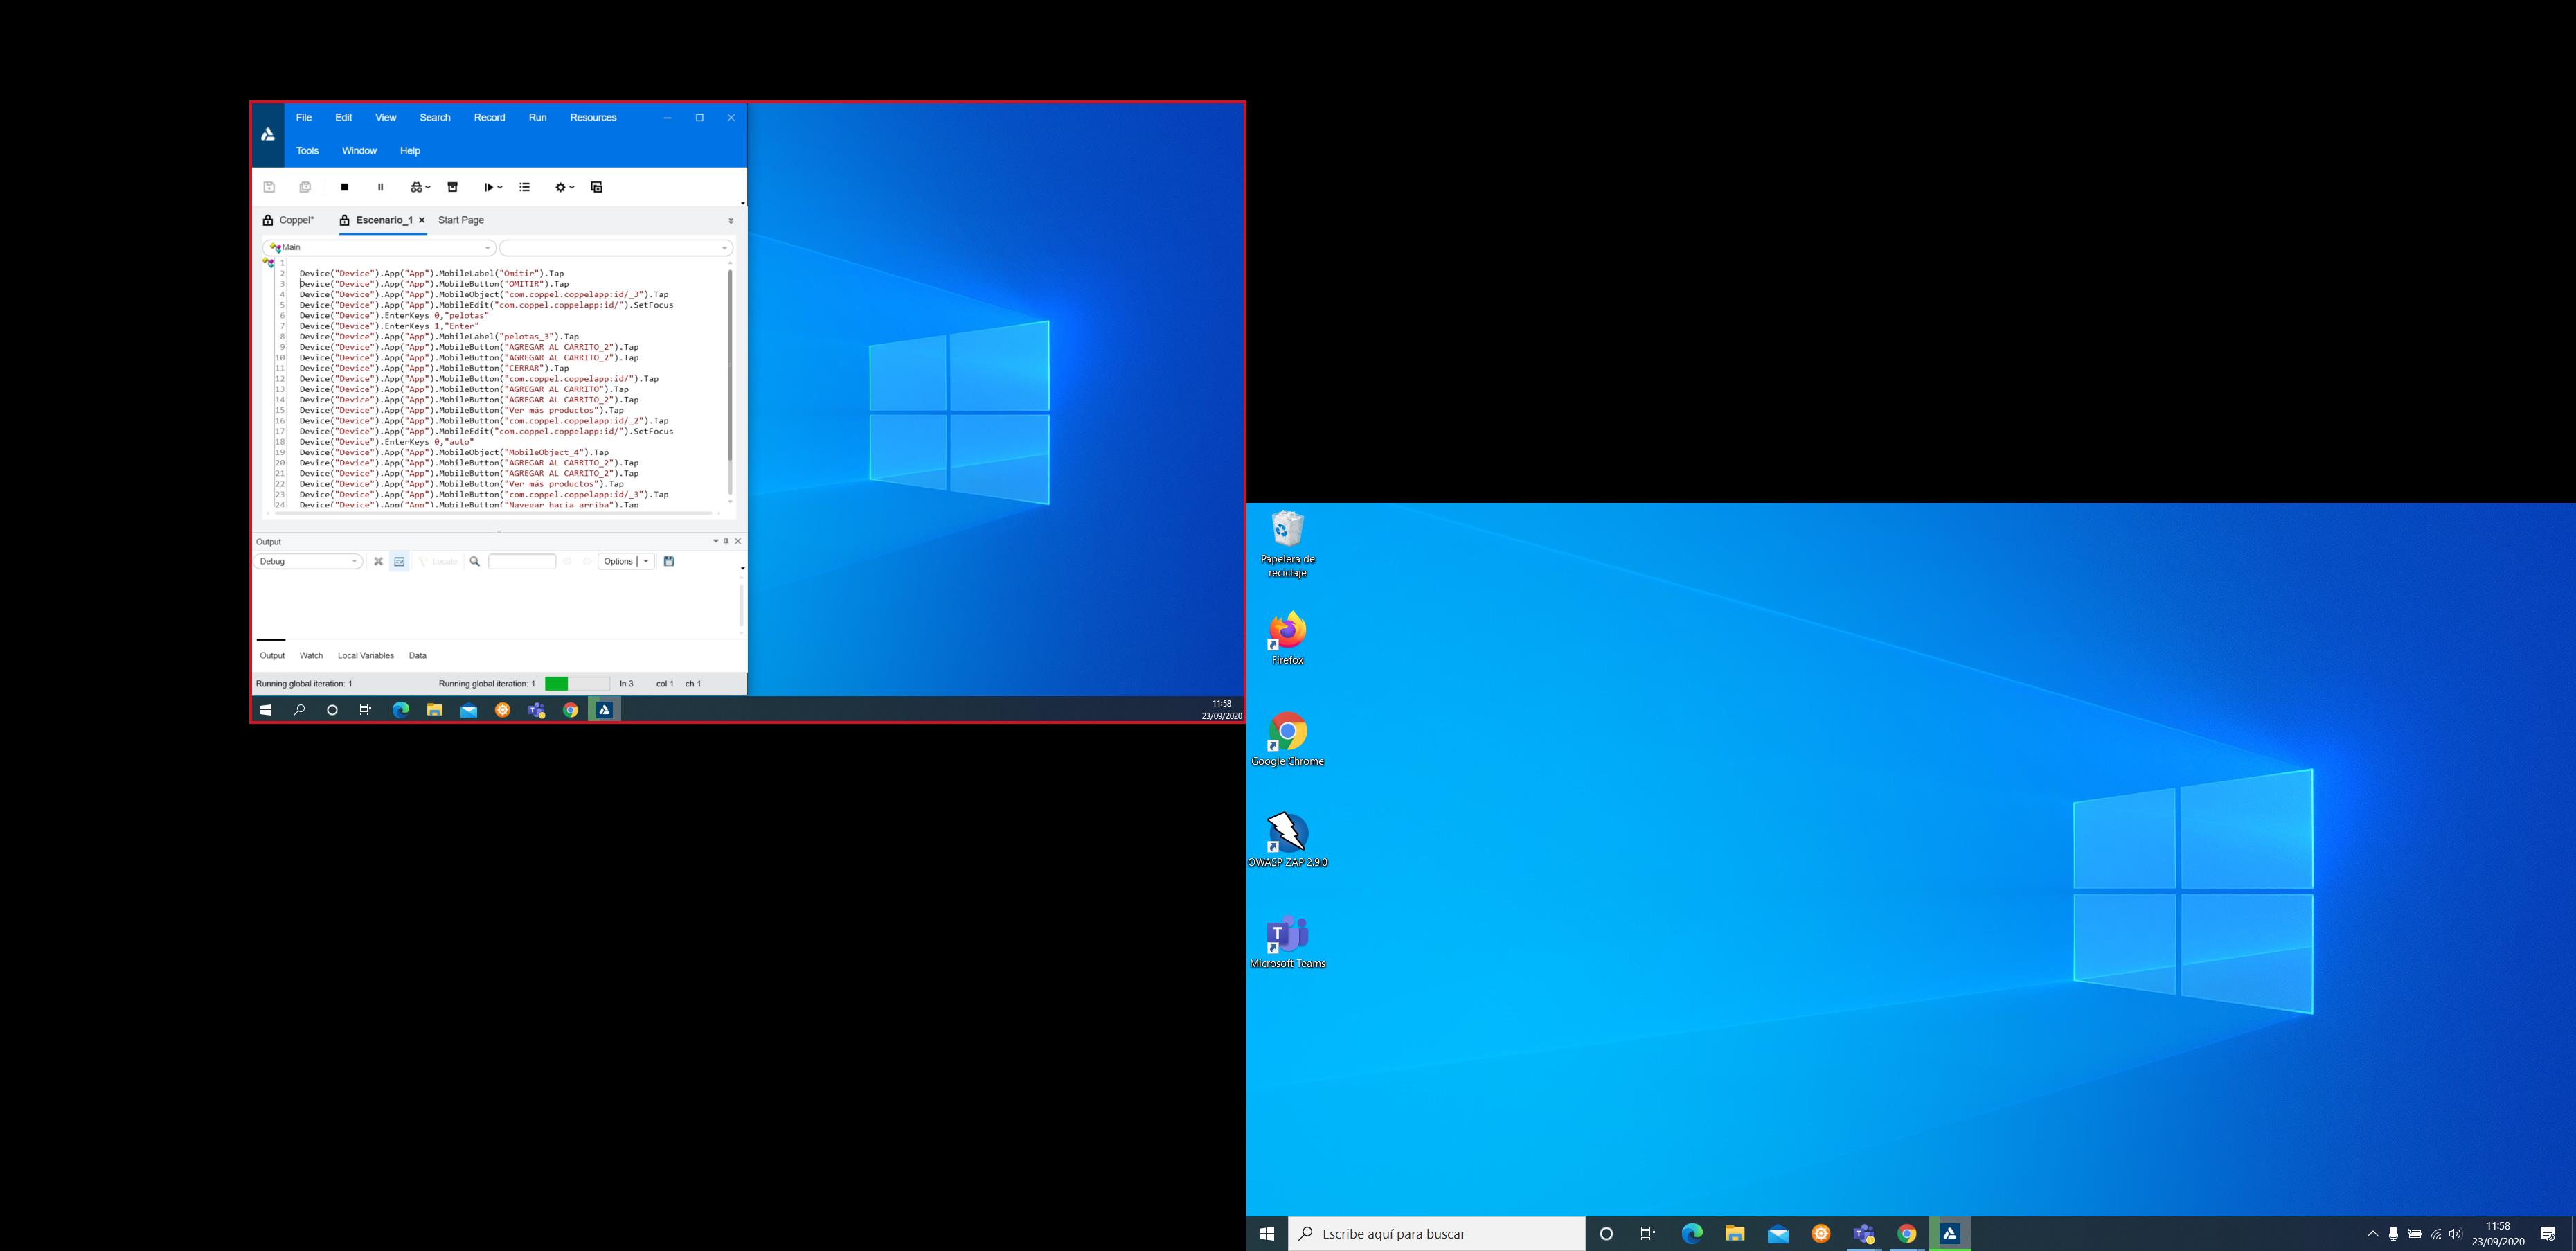 File Edit View Search Record Run Resources
Tools Window Help
Coppel* Escenario_1 Start Page
Main
1
2 Device("Device").App("App").MobileLabel("Omitir").Tap
3 Device("Device").App("App").MobileButton("OMITIR").Tap
4 Device("Device").App("App").MobileObject("com.coppel.coppelapp:id/_3").Tap
5 Device("Device").App("App").MobileEdit("com.coppel.coppelapp:id/").SetFocus
6 Device("Device").EnterKeys 0,"pelotas"
7 Device("Device").EnterKeys 1,"Enter"
8 Device("Device").App("App").MobileLabel("pelotas_3").Tap
9 Device("Device").App("App").MobileButton("AGREGAR AL CARRITO_2").Tap
10 Device("Device").App("App").MobileButton("AGREGAR AL CARRITO_2").Tap
11 Device("Device").App("App").MobileButton("CERRAR").Tap
12 Device("Device").App("App").MobileButton("com.coppel.coppelapp:id/").Tap
13 Device("Device").App("App").MobileButton("AGREGAR AL CARRITO").Tap
14 Device("Device").App("App").MobileButton("AGREGAR AL CARRITO_2").Tap
15 Device("Device").App("App").MobileButton("Ver más productos").Tap
16 Device("Device").App("App").MobileButton("com.coppel.coppelapp:id/_2").Tap
17 Device("Device").App("App").MobileEdit("com.coppel.coppelapp:id/").SetFocus
18 Device("Device").EnterKeys 0,"auto"
19 Device("Device").App("App").MobileObject("MobileObject_4").Tap
20 Device("Device").App("App").MobileButton("AGREGAR AL CARRITO_2").Tap
21 Device("Device").App("App").MobileButton("AGREGAR AL CARRITO_2").Tap
22 Device("Device").App("App").MobileButton("Ver más productos").Tap
23 Device("Device").App("App").MobileButton("com.coppel.coppelapp:id/_3").Tap
24 Device("Device").App("App").MobileButton("Navegar hacia arriba").Tap
Output
Debug Locate Options
Output Watch Local Variables Data
Running global iteration: 1 Running global iteration: 1 ln 3 col 1 ch 1
11:58
23/09/2020
Papelera de
reciclaje
Firefox
Google Chrome
OWASP ZAP 2.9.0
Microsoft Teams
Escribe aquí para buscar
11:58
23/09/2020